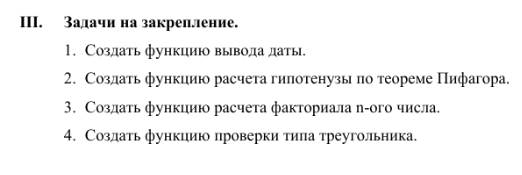 III. Задачи на закрепление.
1. Создать функцию вывода даты.
2. Создать функцию расчета гипотенузы по теореме Пифагора.
3. Создать функцию расчета факториала n-ого числа.
4. Создать функцию проверки типа треугольника.